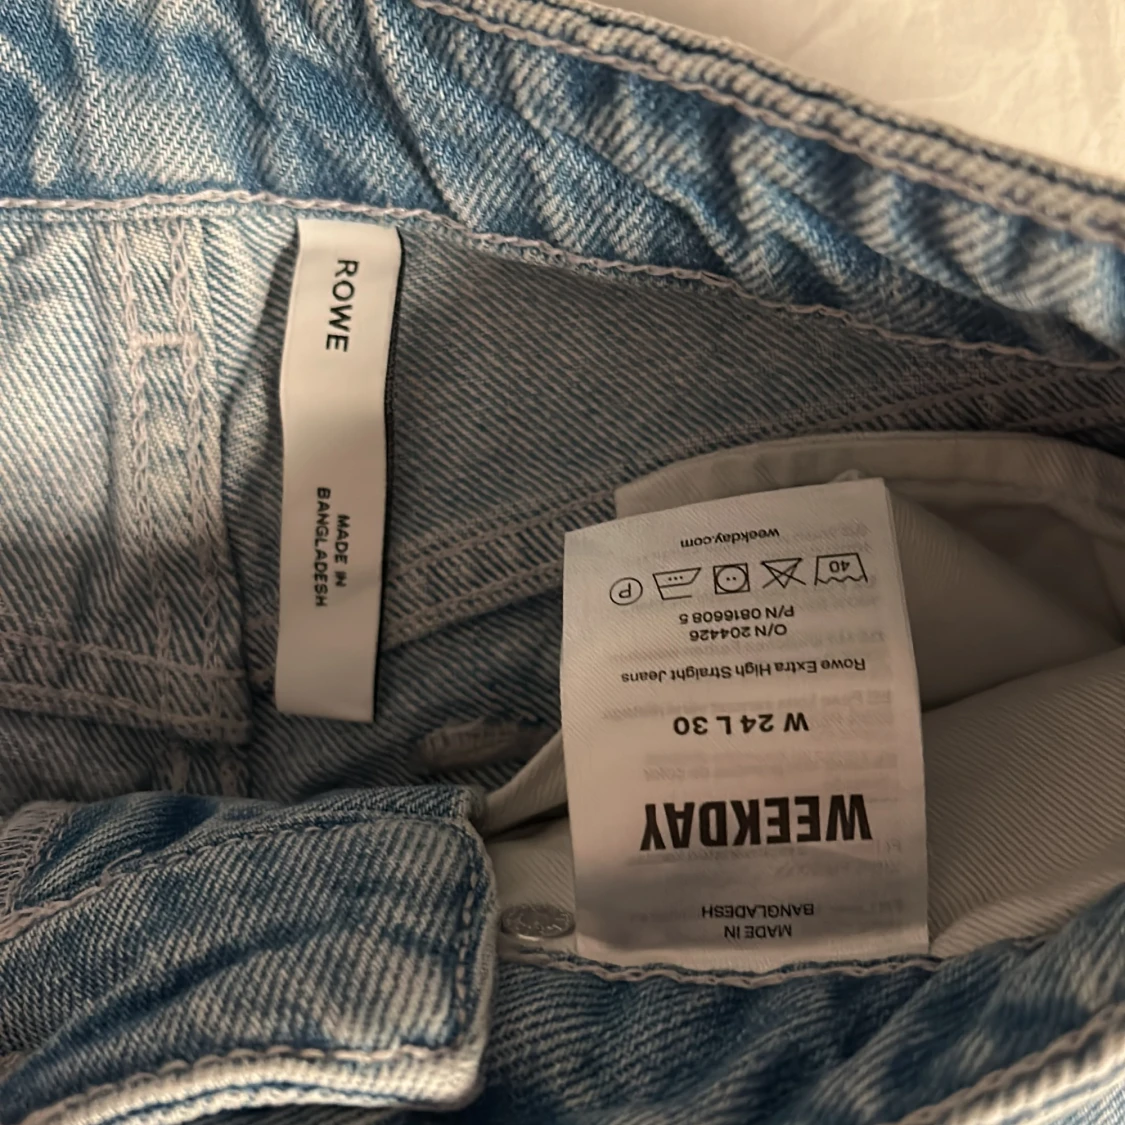 ROWE
MADE IN
BANGLADESH
MADE IN
BANGLADESH
WEEKDAY
W 24 L 30
Rowe Extra High Straight Jeans
O/N 204426
P/N 0816608 5
40
P
weekday.com